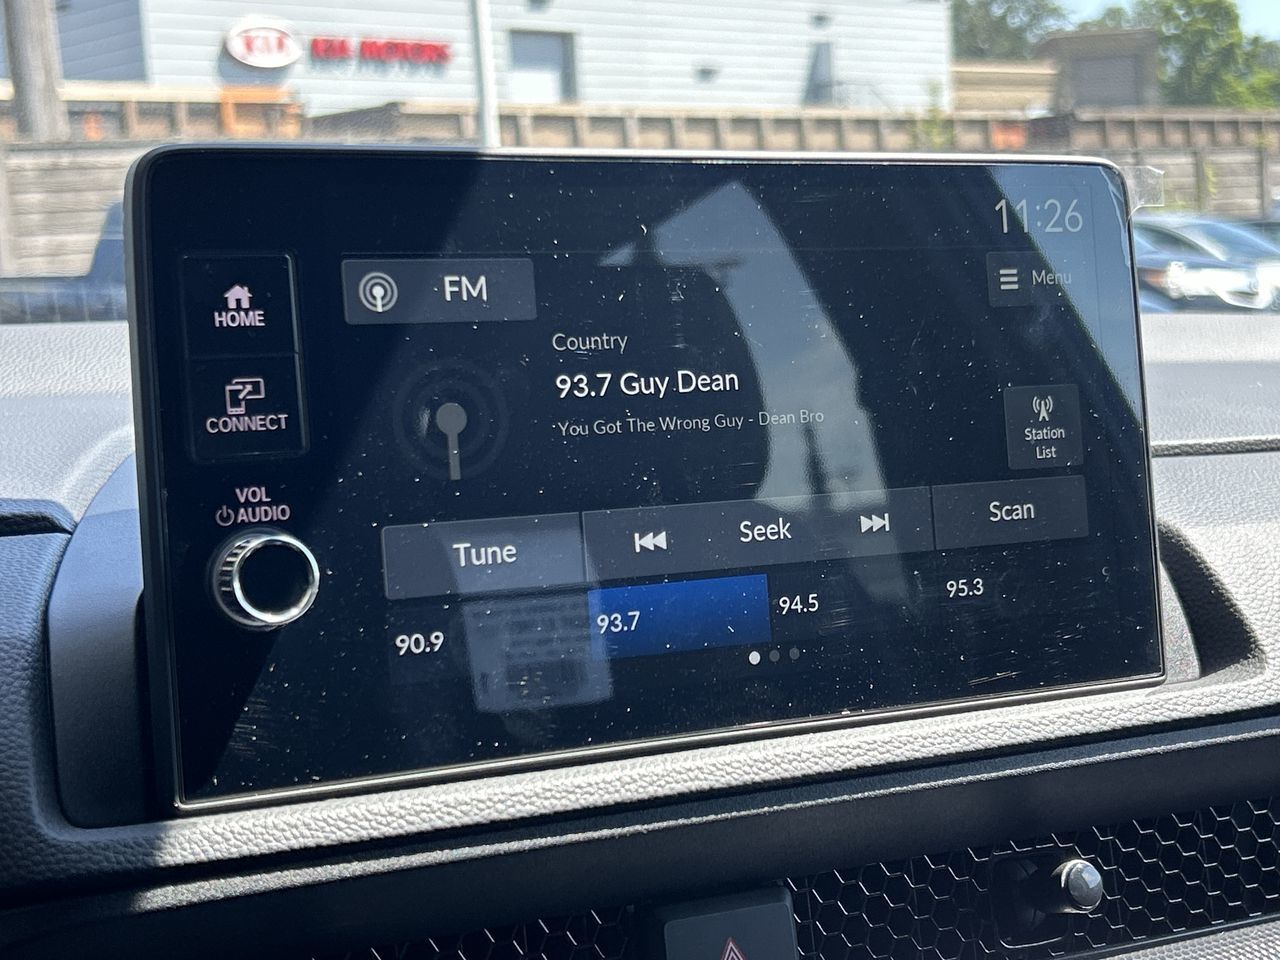 KIA KIA MOTORS
11:26
HOME
FM
Menu
Country
93.7 Guy Dean
You Got The Wrong Guy - Dean Bro
CONNECT
Station
List
VOL
AUDIO
Tune
Seek
Scan
90.9
93.7
94.5
95.3